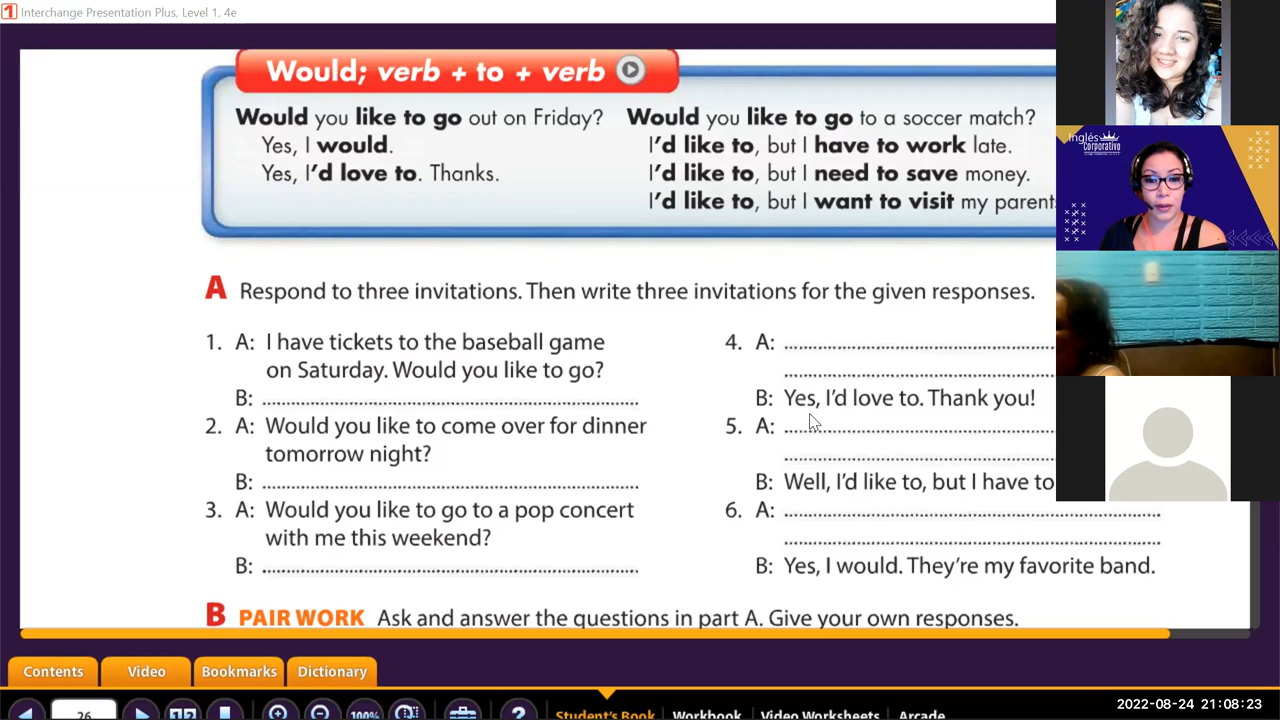 Interchange Presentation Plus, Level 1, 4e
Would; verb + to + verb
Would you like to go out on Friday?
Yes, I would.
Yes, I'd love to. Thanks.
Would you like to go to a soccer match?
I'd like to, but I have to work late.
I'd like to, but I need to save money.
I'd like to, but I want to visit my parent
A Respond to three invitations. Then write three invitations for the given responses.
1. A: I have tickets to the baseball game
on Saturday. Would you like to go?
B: ....................
2. A: Would you like to come over for dinner
tomorrow night?
B: ....................
3. A: Would you like to go to a pop concert
with me this weekend?
B: ....................
4. A: ....................
....................
B: Yes, I'd love to. Thank you!
5. A: ....................
....................
B: Well, I'd like to, but I have to
6. A: ....................
....................
B: Yes, I would. They're my favorite band.
B PAIR WORK Ask and answer the questions in part A. Give your own responses.
Inglés
Corporativo
Contents
Video
Bookmarks
Dictionary
26
100%
Student's Book
Workbook
Video Worksheets
Arcade
2022-08-24 21:08:23